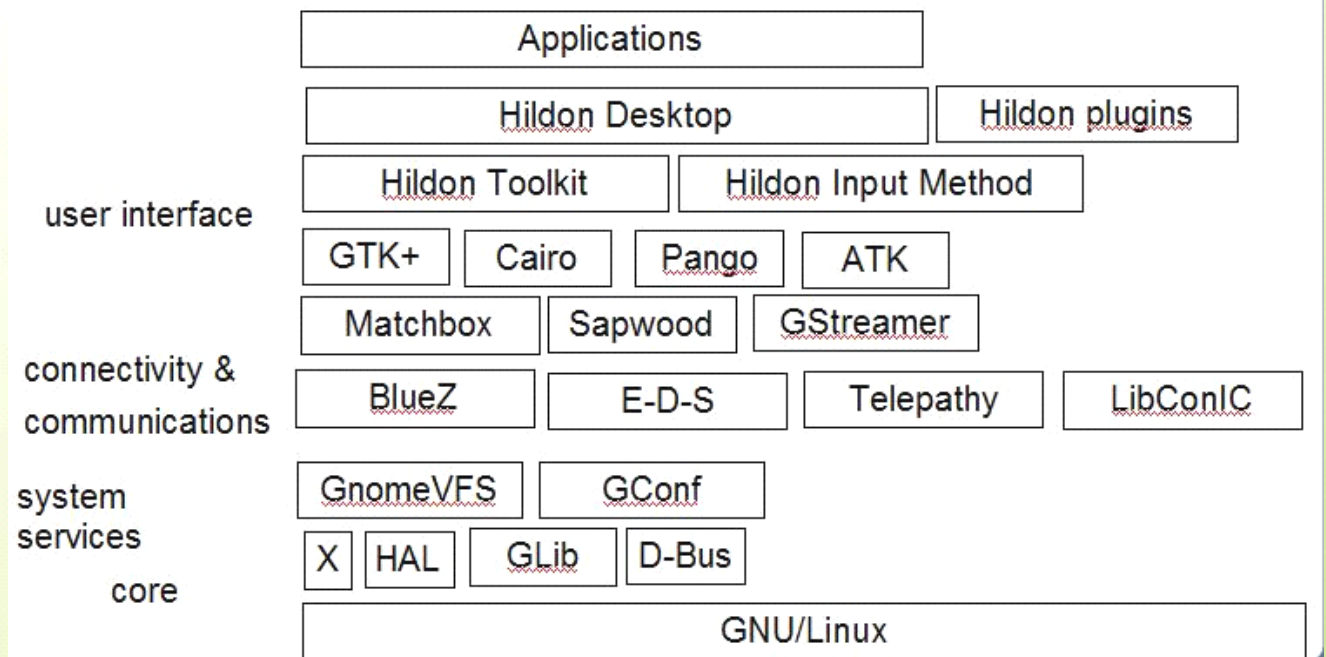 Applications
Hildon Desktop
Hildon plugins
Hildon Toolkit
Hildon Input Method
user interface
GTK+
Cairo
Pango
ATK
Matchbox
Sapwood
GStreamer
connectivity &
communications
BlueZ
E-D-S
Telepathy
LibConIC
system
services
GnomeVFS
GConf
X
HAL
GLib
D-Bus
core
GNU/Linux